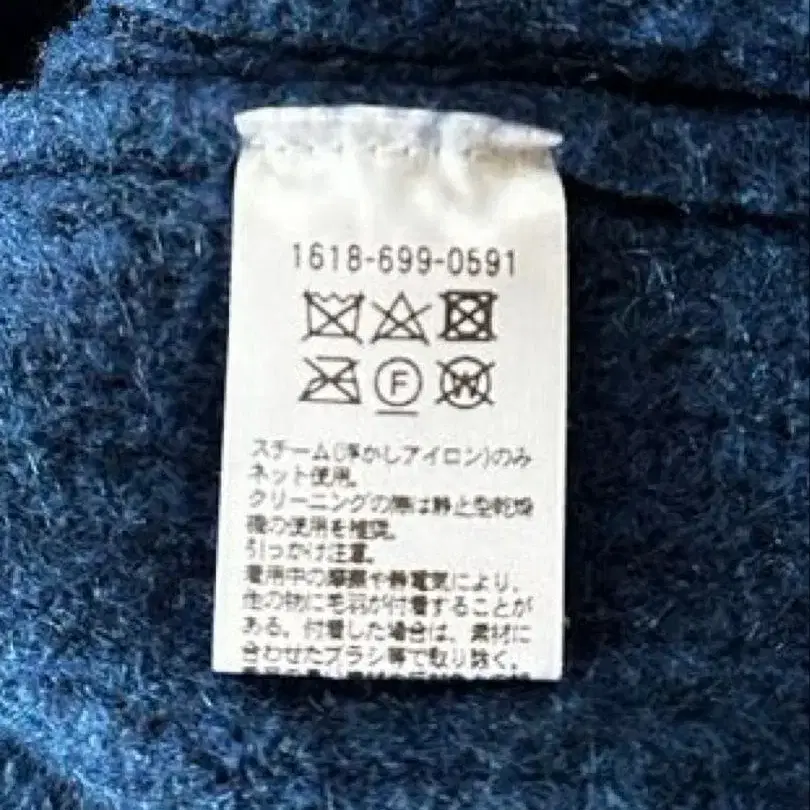 1618-699-0591
F
W
スチーム(浮かしアイロン)のみ
ネット使用。
クリーニングの際は静止型乾燥
機の使用を確認。
引っかけ注意。
着用中の摩擦や静電気により、
他の物に毛羽が付着することが
ある。付着した場合は、素材に
合わせたブラシ等で取り除く。